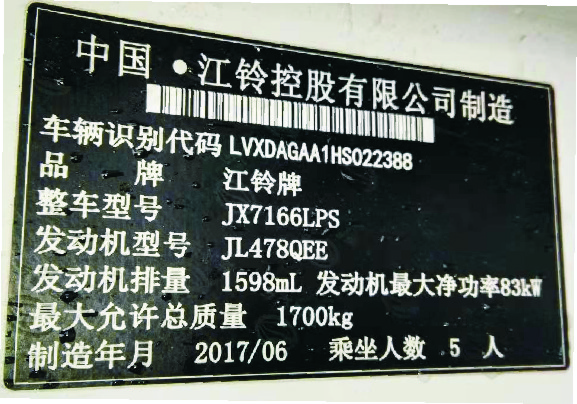 中国·江铃控股有限公司制造
车辆识别代码 LVXDAGAA1HS022388
品 牌 江铃牌
整车型号 JX7166LPS
发动机型号 JL478QEE
发动机排量 1598mL 发动机最大净功率83kW
最大允许总质量 1700kg
制造年月 2017/06 乘坐人数 5 人